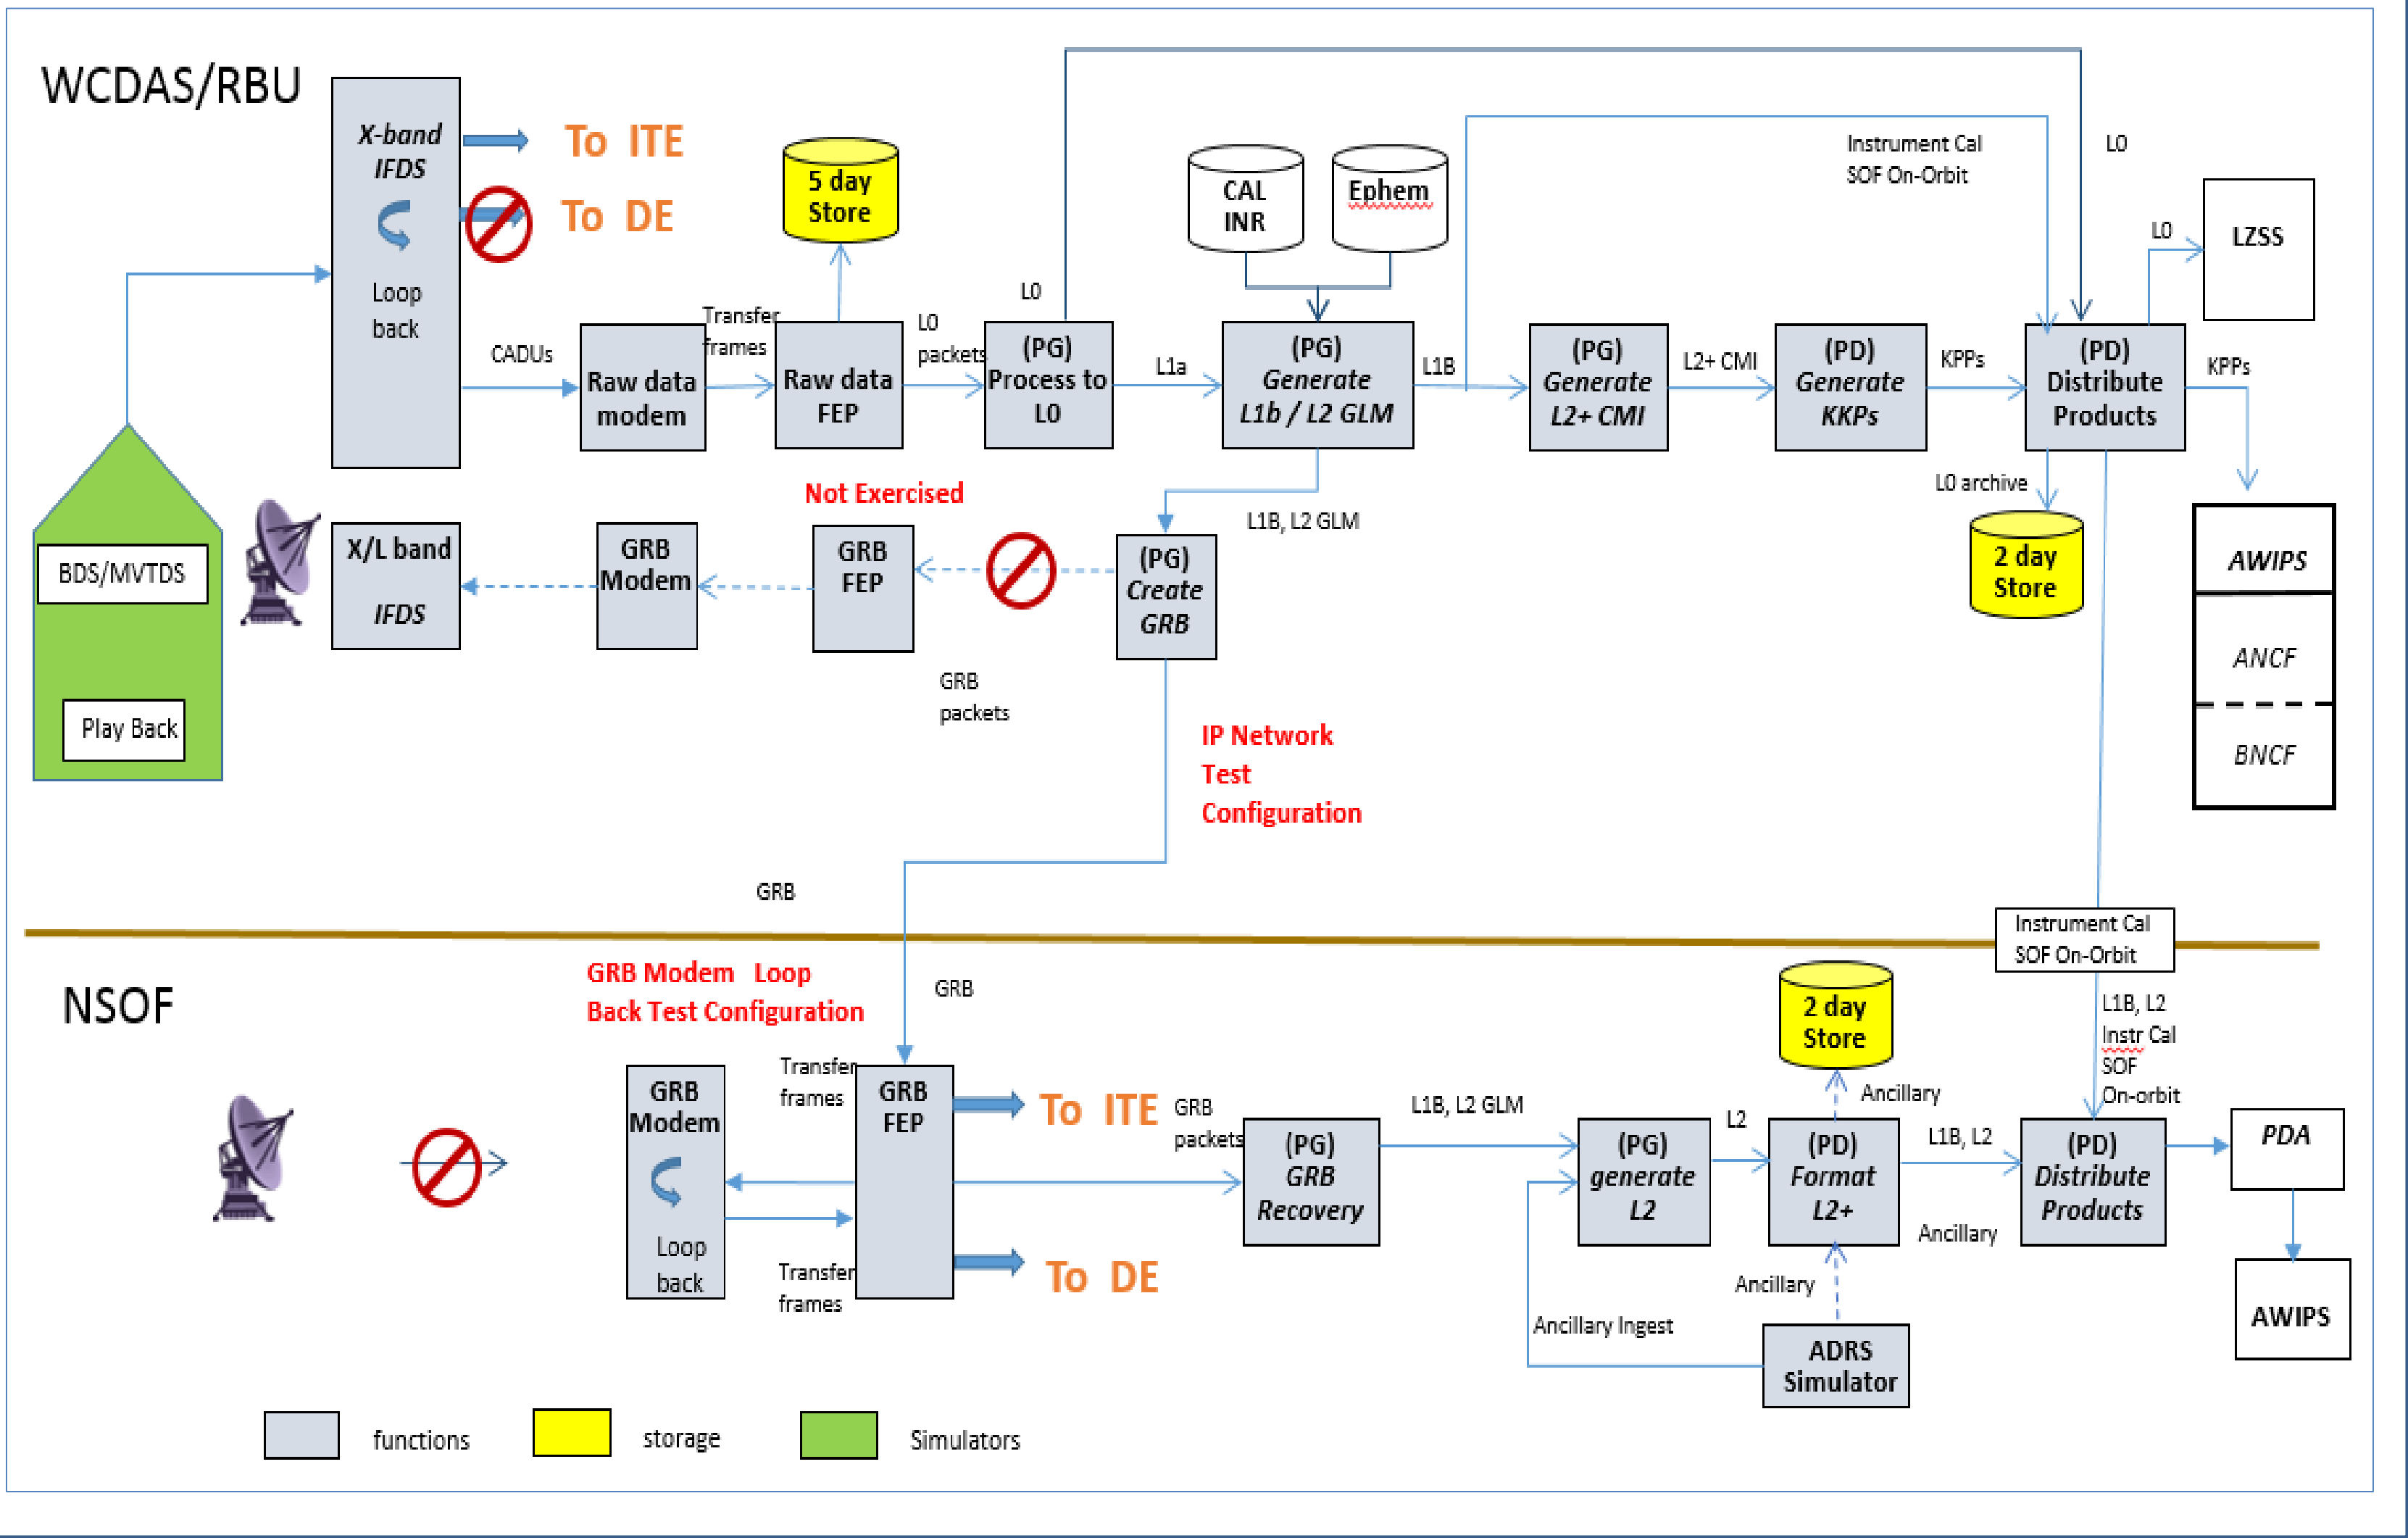 WCDAS/RBU
X-band
IFDS
Loop
back
To ITE
To DE
5 day
Store
CAL
INR
Ephem
Instrument Cal
SOF On-Orbit
L0
L0
LZSS
L0
CADUs
Raw data
modem
Transfer
frames
Raw data
FEP
L0
packets
(PG)
Process to
L0
L1a
(PG)
Generate
L1b / L2 GLM
L1B
(PG)
Generate
L2+ CMI
L2+ CMI
(PD)
Generate
KKPs
KPPs
(PD)
Distribute
Products
KPPs
BDS/MVTDS
Play Back
X/L band
IFDS
GRB
Modem
Not Exercised
GRB
FEP
GRB
packets
(PG)
Create
GRB
L1B, L2 GLM
L0 archive
2 day
Store
AWIPS
ANCF
BNCF
IP Network
Test
Configuration
GRB
Instrument Cal
SOF On-Orbit
NSOF
GRB Modem Loop
Back Test Configuration
GRB
GRB
Modem
Loop
back
Transfer
frames
Transfer
frames
GRB
FEP
To ITE
To DE
GRB
packets
(PG)
GRB
Recovery
L1B, L2 GLM
(PG)
generate
L2
L2
2 day
Store
Ancillary
(PD)
Format
L2+
L1B, L2
Ancillary
L1B, L2
Instr Cal
SOF
On-orbit
(PD)
Distribute
Products
PDA
AWIPS
Ancillary
Ancillary Ingest
ADRS
Simulator
functions
storage
Simulators